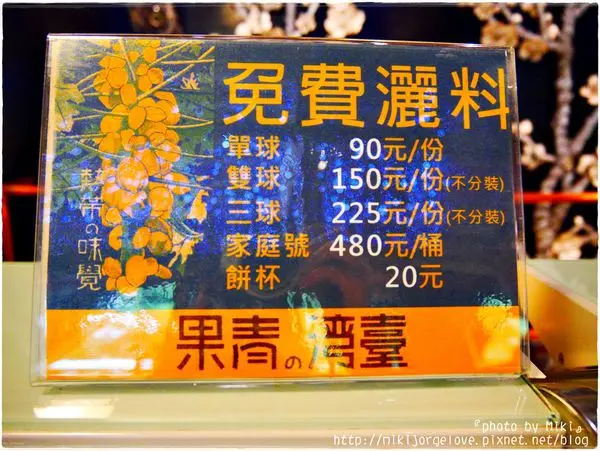 免費灑料
單球 90元/份
雙球 150元/份(不分裝)
三球 225元/份(不分裝)
家庭號 480元/桶
餅杯 20元
熱帶の味覺
果青の灣臺
『photo by Miki』
http://mikijorgelove.pixnet.net/blog